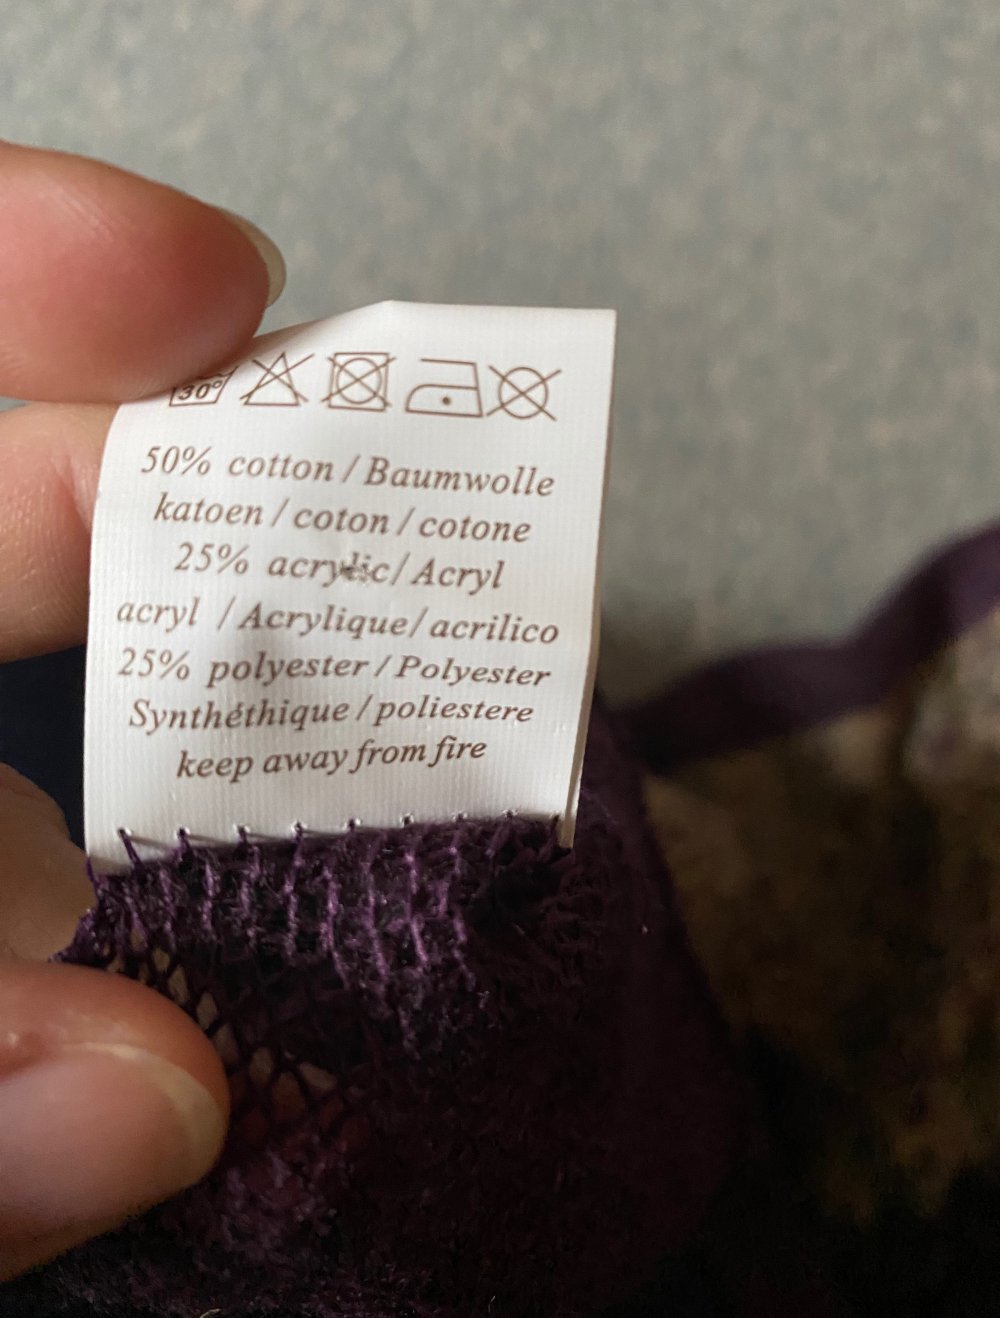 30°
50% cotton / Baumwolle
katoen / coton / cotone
25% acrylic / Acryl
acryl / Acrylique / acrilico
25% polyester / Polyester
Synthéthique / poliestere
keep away from fire